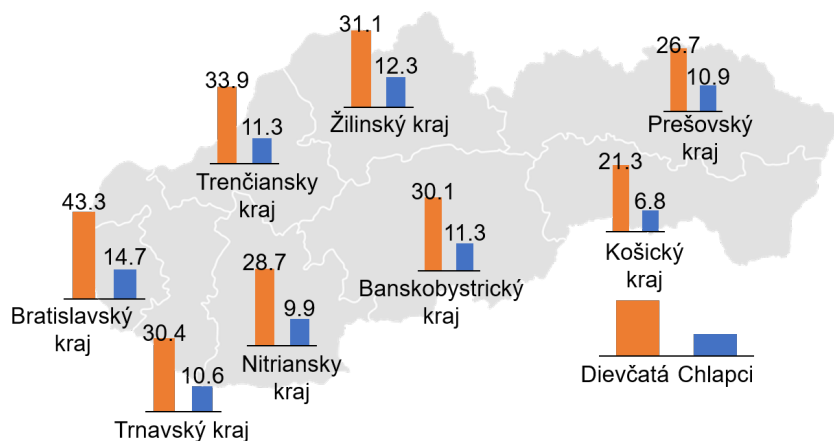 31.1
12.3
Žilinský kraj
26.7
10.9
Prešovský
kraj
33.9
11.3
Trenčiansky
kraj
21.3
6.8
Košický
kraj
30.1
11.3
Banskobystrický
kraj
43.3
14.7
Bratislavský
kraj
28.7
9.9
Nitriansky
kraj
30.4
10.6
Trnavský kraj
Dievčatá Chlapci